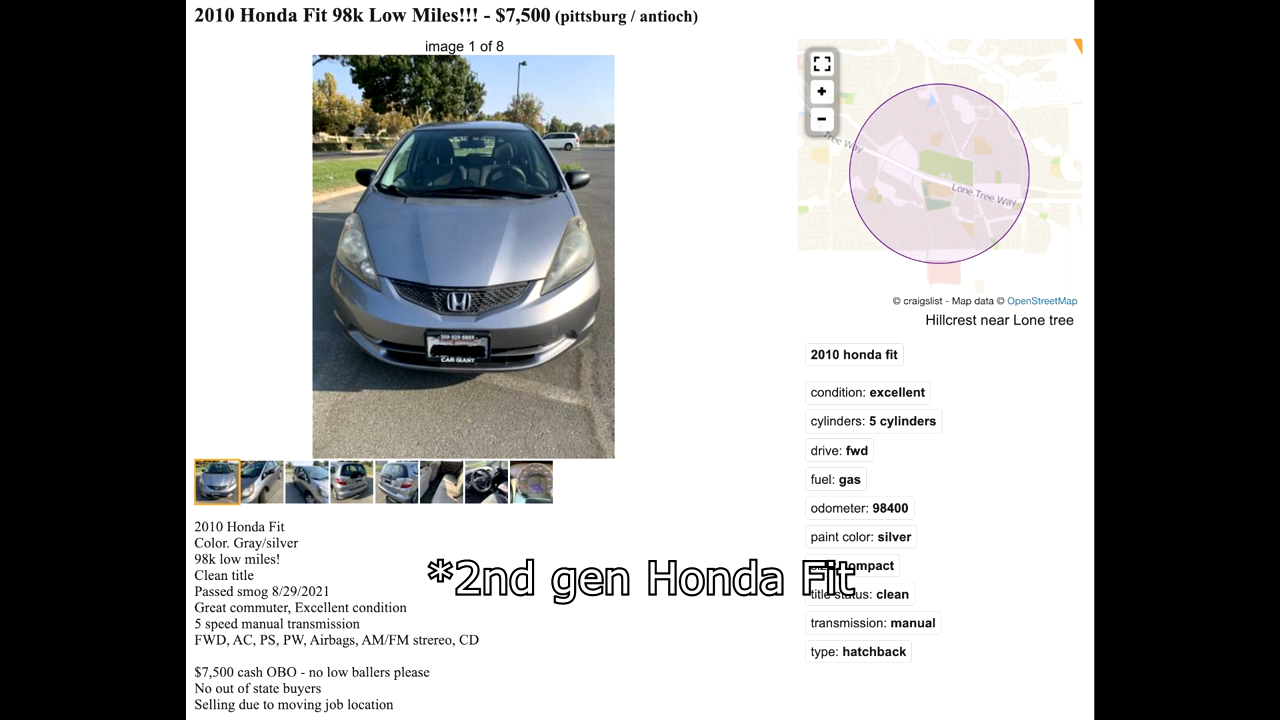 2010 Honda Fit 98k Low Miles!!! - $7,500 (pittsburg / antioch)
image 1 of 8
CAR GIANT
+
-
Tree Way
Lone Tree Way
© craigslist - Map data © OpenStreetMap
Hillcrest near Lone tree
2010 honda fit
condition: excellent
cylinders: 5 cylinders
drive: fwd
fuel: gas
odometer: 98400
paint color: silver
compact
title status: clean
transmission: manual
type: hatchback
2010 Honda Fit
Color. Gray/silver
98k low miles!
Clean title
Passed smog 8/29/2021
Great commuter, Excellent condition
5 speed manual transmission
FWD, AC, PS, PW, Airbags, AM/FM strereo, CD
$7,500 cash OBO - no low ballers please
No out of state buyers
Selling due to moving job location
*2nd gen Honda Fit